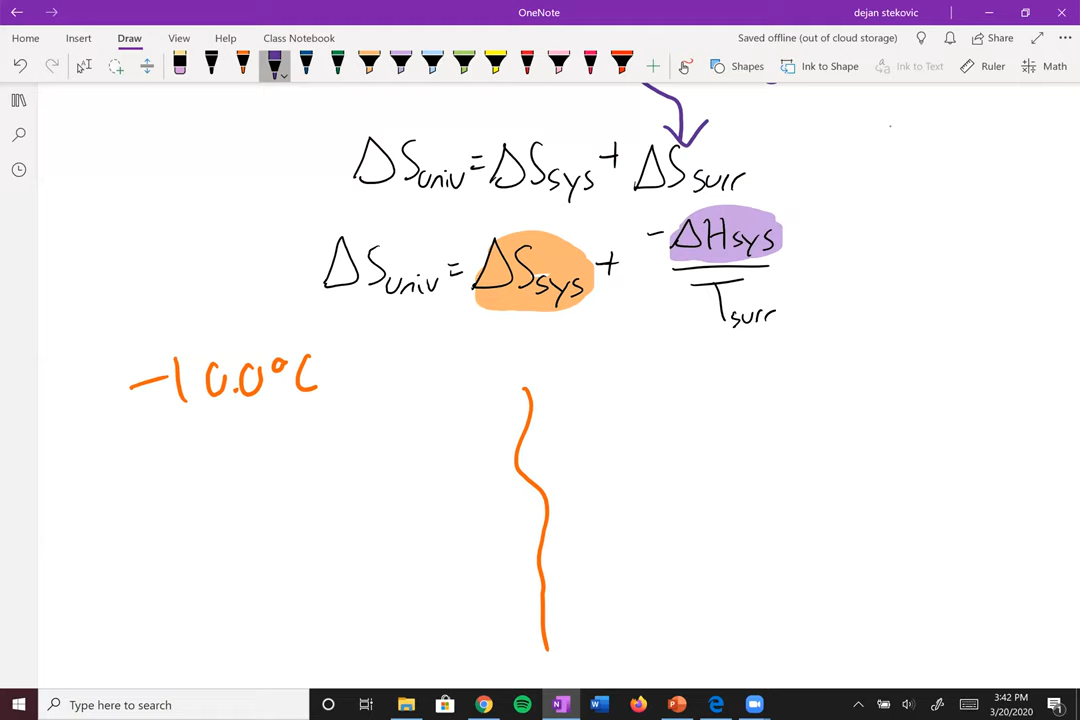 OneNote
dejan stekovic
Home Insert Draw View Help Class Notebook
Saved offline (out of cloud storage) Share
Shapes Ink to Shape Ink to Text Ruler Math
ΔSuniv = ΔSsys + ΔSsurr
ΔSuniv = ΔSsys + -ΔHsys
Tsurr
-10.0°C
Type here to search
3:42 PM
3/20/2020